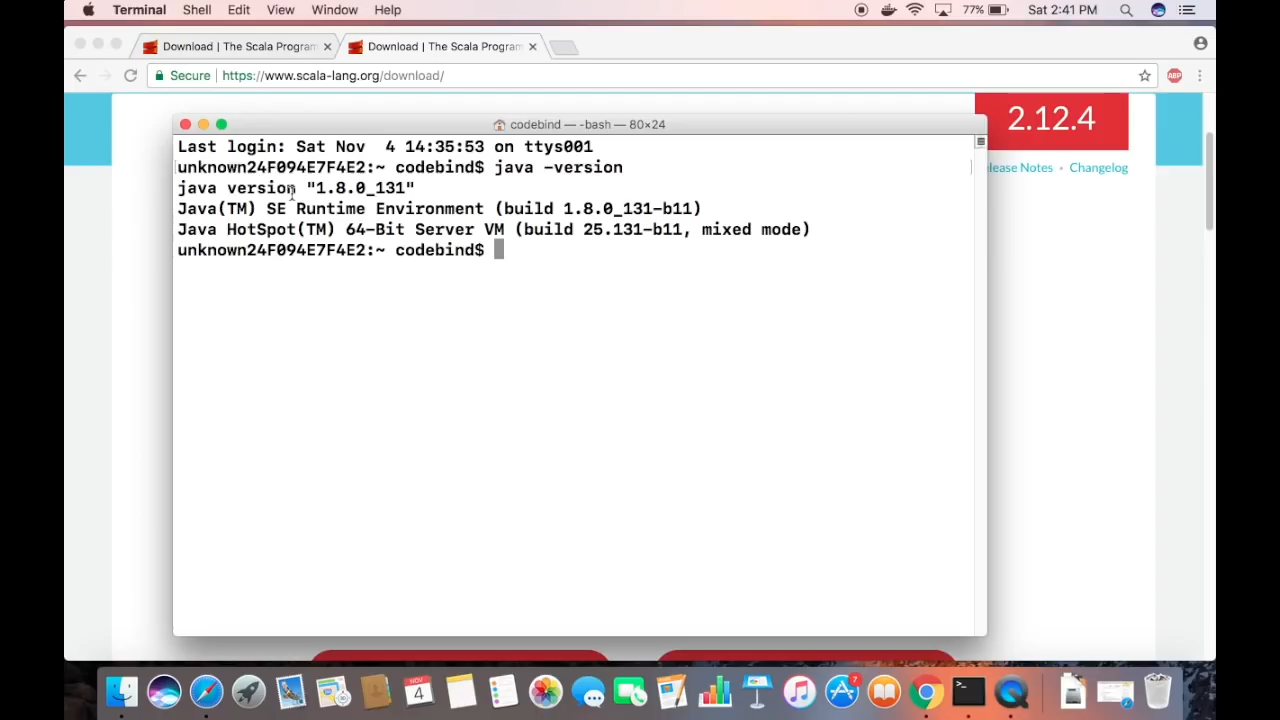 Terminal Shell Edit View Window Help 77% Sat 2:41 PM
Download | The Scala Program Download | The Scala Program
Secure https://www.scala-lang.org/download/
ABP
2.12.4
codebind — -bash — 80×24
Last login: Sat Nov  4 14:35:53 on ttys001
unknown24F094E7F4E2:~ codebind$ java -version
lease Notes · Changelog
java version "1.8.0_131"
Java(TM) SE Runtime Environment (build 1.8.0_131-b11)
Java HotSpot(TM) 64-Bit Server VM (build 25.131-b11, mixed mode)
unknown24F094E7F4E2:~ codebind$
NOV
4
7